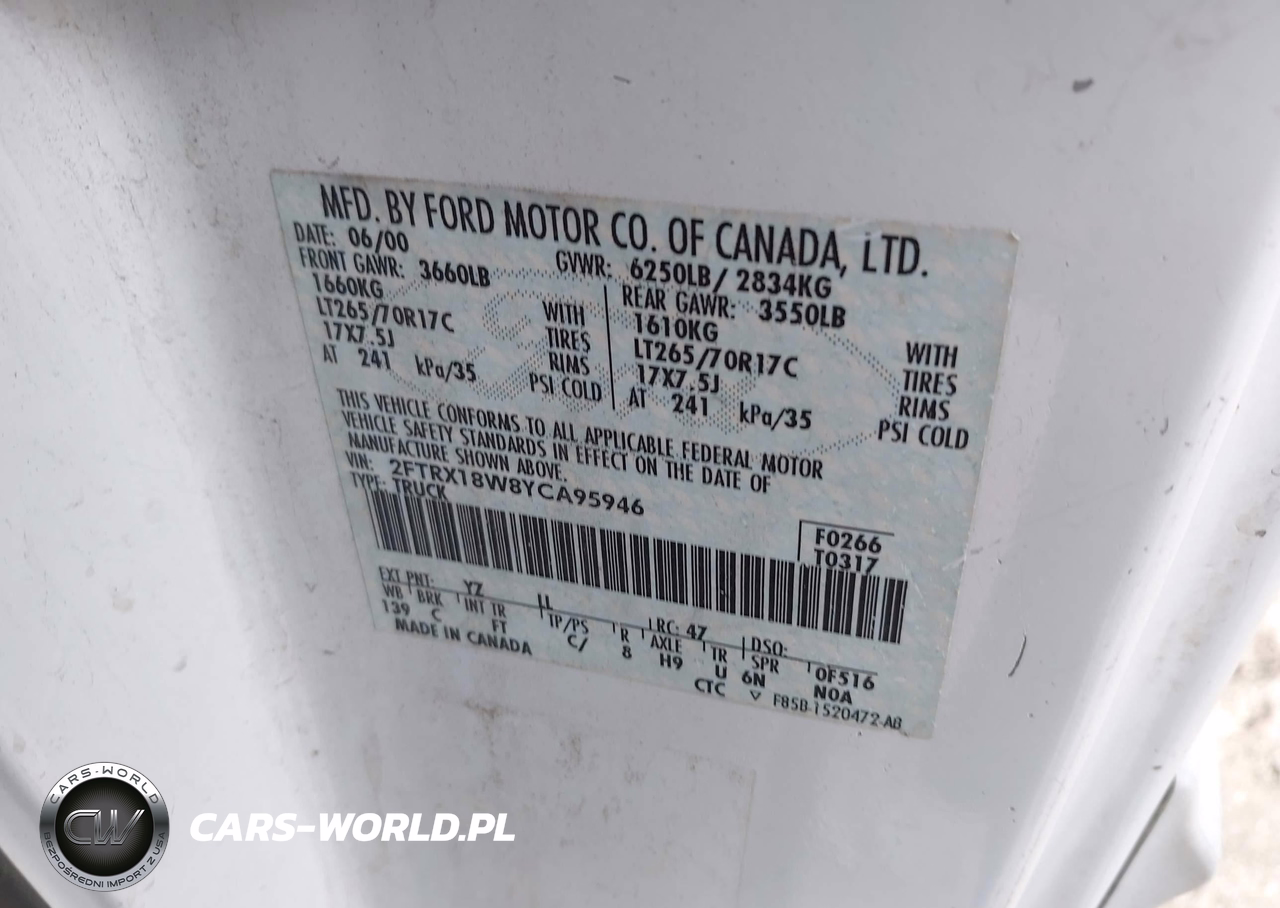 MFD. BY FORD MOTOR CO. OF CANADA, LTD.
DATE: 06/00 GVWR: 6250LB/ 2834KG
FRONT GAWR: 3660LB REAR GAWR: 3550LB
1660KG WITH 1610KG WITH
LT265/70R17C TIRES LT265/70R17C TIRES
17X7.5J RIMS 17X7.5J RIMS
AT 241 kPa/35 PSI COLD AT 241 kPa/35 PSI COLD
THIS VEHICLE CONFORMS TO ALL APPLICABLE FEDERAL MOTOR
VEHICLE SAFETY STANDARDS IN EFFECT ON THE DATE OF
MANUFACTURE SHOWN ABOVE.
VIN: 2FTRX18W8YCA95946
TYPE: TRUCK
F0266
T0317
EXT PNT: YZ LL RC: 47 DSO: 0F516
WB BRK INT TR TP/PS R AXLE TR SPR
139 C FT C/ 8 H9 U 6N N0A
MADE IN CANADA CTC F85B-1520472-AB
CARS-WORLD
CW
BEZPOŚREDNI IMPORT Z USA
CARS-WORLD.PL